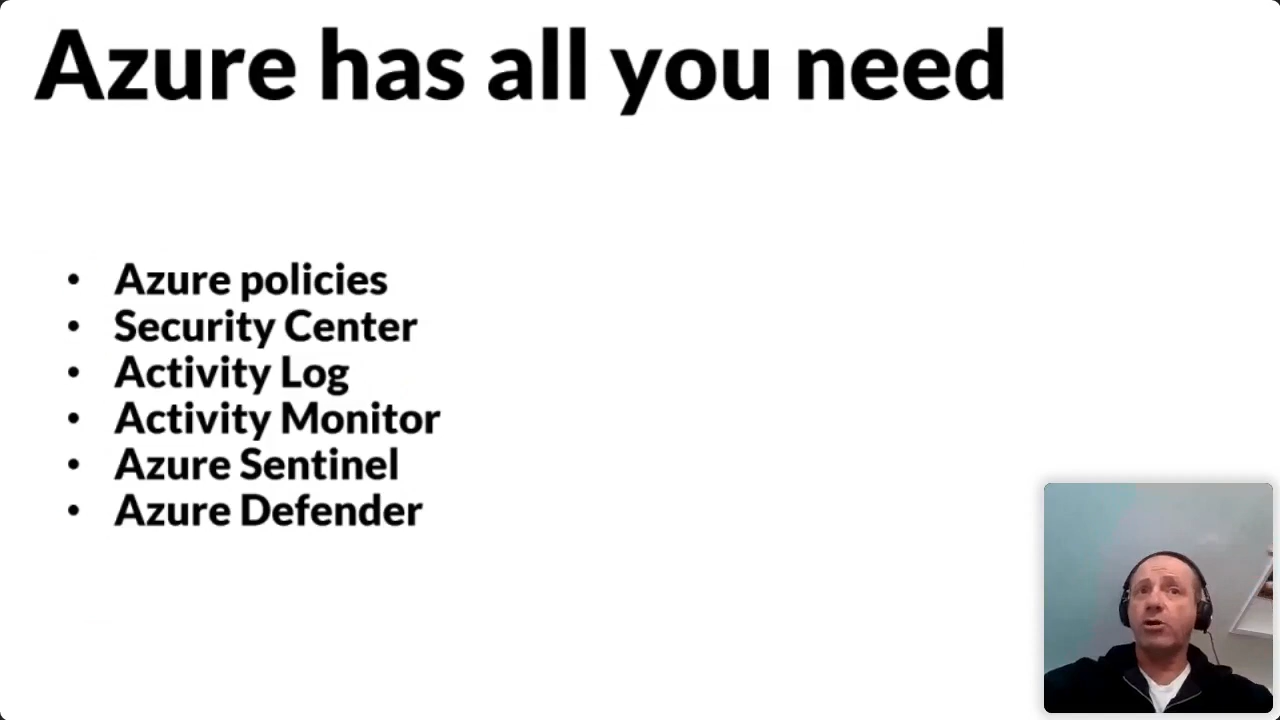 Azure has all you need
• Azure policies
• Security Center
• Activity Log
• Activity Monitor
• Azure Sentinel
• Azure Defender